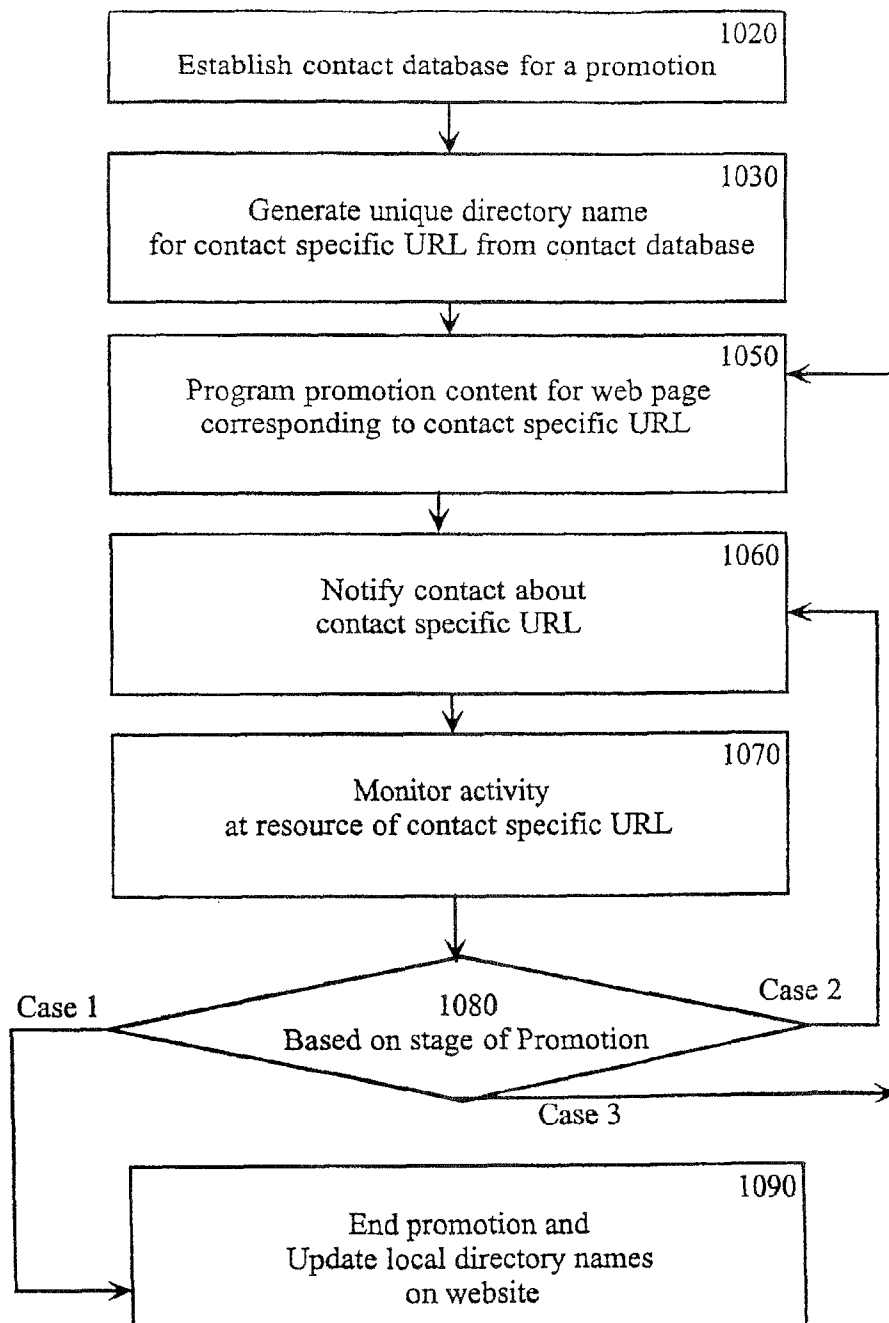 1020
Establish contact database for a promotion
1030
Generate unique directory name
for contact specific URL from contact database
1050
Program promotion content for web page
corresponding to contact specific URL
1060
Notify contact about
contact specific URL
1070
Monitor activity
at resource of contact specific URL
Case 1
1080
Based on stage of Promotion
Case 2
Case 3
1090
End promotion and
Update local directory names
on website